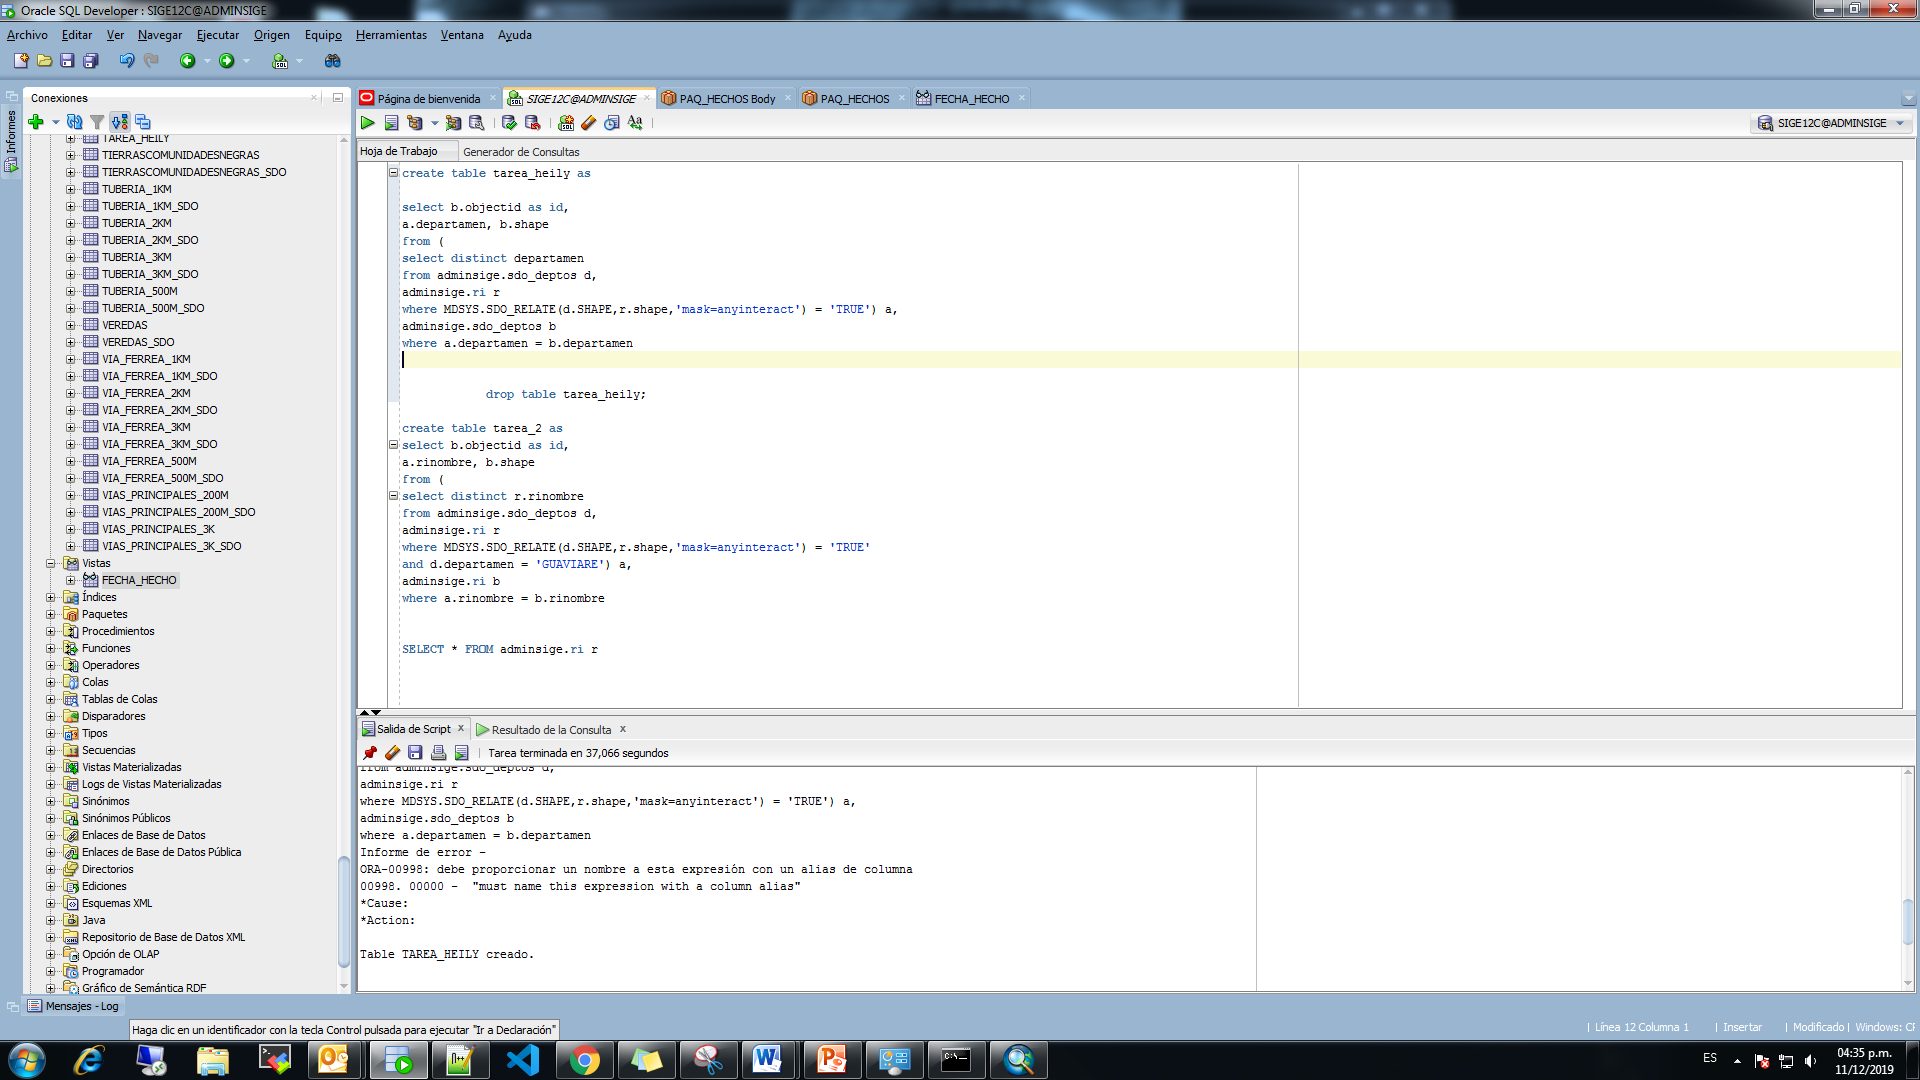 Oracle SQL Developer : SIGE12C@ADMINSIGE
Archivo Editar Ver Navegar Ejecutar Origen Equipo Herramientas Ventana Ayuda
Informes
Conexiones
TAREA_HEILY
TIERRASCOMUNIDADESNEGRAS
TIERRASCOMUNIDADESNEGRAS_SDO
TUBERIA_1KM
TUBERIA_1KM_SDO
TUBERIA_2KM
TUBERIA_2KM_SDO
TUBERIA_3KM
TUBERIA_3KM_SDO
TUBERIA_500M
TUBERIA_500M_SDO
VEREDAS
VEREDAS_SDO
VIA_FERREA_1KM
VIA_FERREA_1KM_SDO
VIA_FERREA_2KM
VIA_FERREA_2KM_SDO
VIA_FERREA_3KM
VIA_FERREA_3KM_SDO
VIA_FERREA_500M
VIA_FERREA_500M_SDO
VIAS_PRINCIPALES_200M
VIAS_PRINCIPALES_200M_SDO
VIAS_PRINCIPALES_3K
VIAS_PRINCIPALES_3K_SDO
Vistas
FECHA_HECHO
Índices
Paquetes
Procedimientos
Funciones
Operadores
Colas
Tablas de Colas
Disparadores
Tipos
Secuencias
Vistas Materializadas
Logs de Vistas Materializadas
Sinónimos
Sinónimos Públicos
Enlaces de Base de Datos
Enlaces de Base de Datos Pública
Directorios
Ediciones
Esquemas XML
Java
Repositorio de Base de Datos XML
Opción de OLAP
Programador
Gráfico de Semántica RDF
Página de bienvenida SIGE12C@ADMINSIGE PAQ_HECHOS Body PAQ_HECHOS FECHA_HECHO
SIGE12C@ADMINSIGE
Hoja de Trabajo Generador de Consultas
create table tarea_heily as
select b.objectid as id,
a.departamen, b.shape
from (
select distinct departamen
from adminsige.sdo_deptos d,
adminsige.ri r
where MDSYS.SDO_RELATE(d.SHAPE,r.shape,'mask=anyinteract') = 'TRUE') a,
adminsige.sdo_deptos b
where a.departamen = b.departamen
drop table tarea_heily;
create table tarea_2 as
select b.objectid as id,
a.rinombre, b.shape
from (
select distinct r.rinombre
from adminsige.sdo_deptos d,
adminsige.ri r
where MDSYS.SDO_RELATE(d.SHAPE,r.shape,'mask=anyinteract') = 'TRUE'
and d.departamen = 'GUAVIARE') a,
adminsige.ri b
where a.rinombre = b.rinombre
SELECT * FROM adminsige.ri r
Salida de Script x Resultado de la Consulta x
Tarea terminada en 37,066 segundos
from adminsige.sdo_deptos d,
adminsige.ri r
where MDSYS.SDO_RELATE(d.SHAPE,r.shape,'mask=anyinteract') = 'TRUE') a,
adminsige.sdo_deptos b
where a.departamen = b.departamen
Informe de error -
ORA-00998: debe proporcionar un nombre a esta expresión con un alias de columna
00998. 00000 - "must name this expression with a column alias"
*Cause:
*Action:
Table TAREA_HEILY creado.
Mensajes - Log
Haga clic en un identificador con la tecla Control pulsada para ejecutar "Ir a Declaración"
Línea 12 Columna 1 | Insertar | Modificado | Windows: CF
ES
04:35 p.m.
11/12/2019